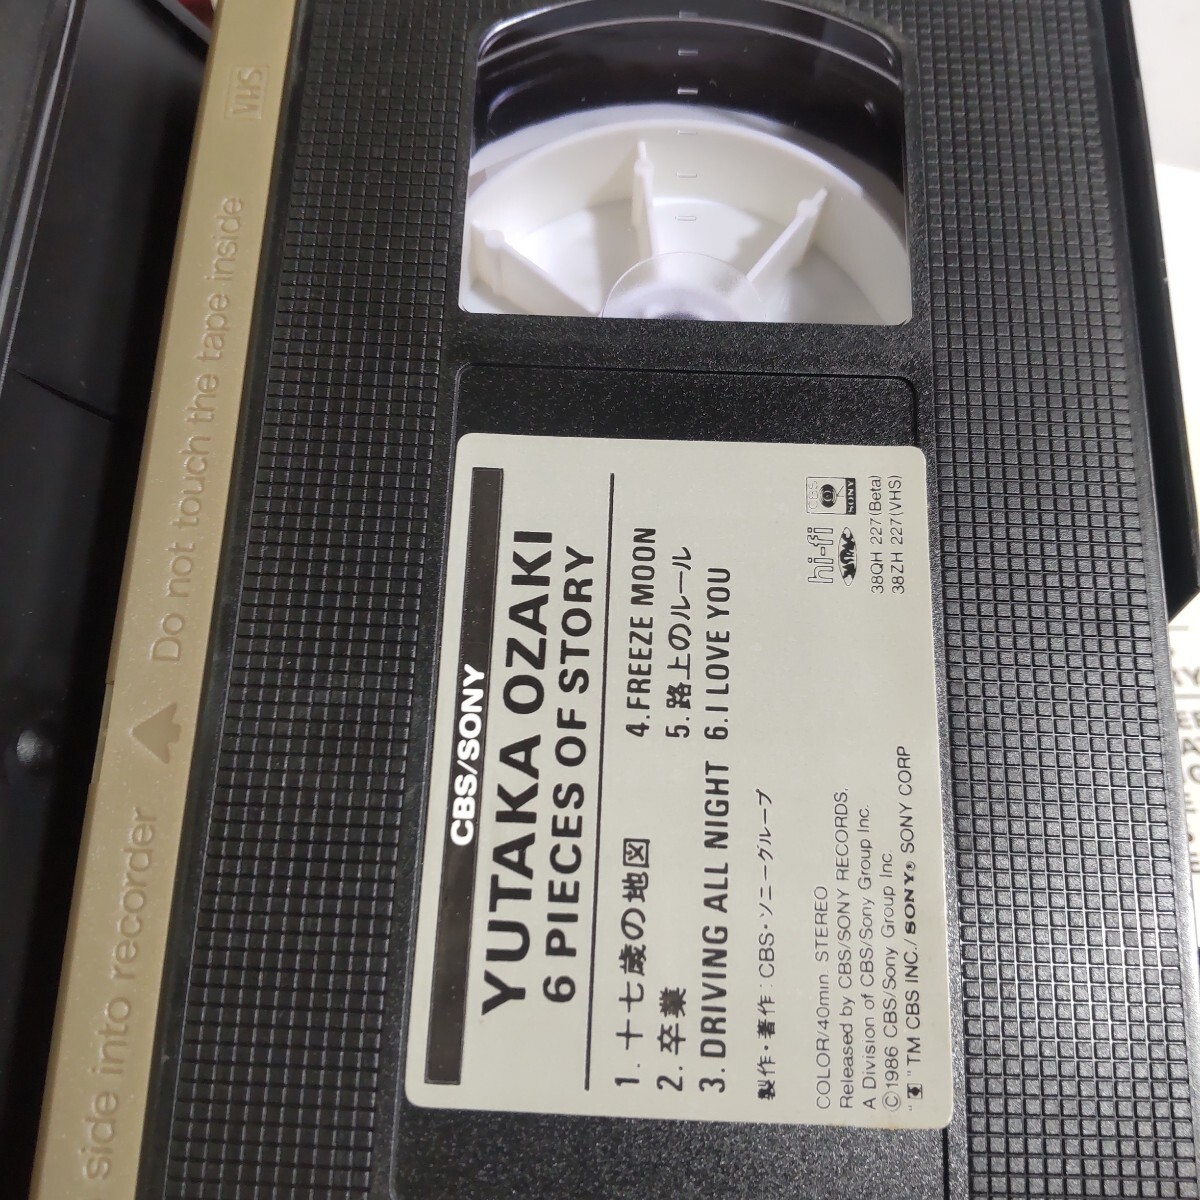 VHS
side into recorder
Do not touch the tape inside
CBS/SONY
YUTAKA OZAKI
6 PIECES OF STORY
1. 十七歳の地図
2. 卒業
3. DRIVING ALL NIGHT
4. FREEZE MOON
5. 路上のルール
6. I LOVE YOU
製作・著作：CBS・ソニーグループ
COLOR/40min STEREO
Released by CBS/SONY RECORDS.
A Division of CBS/Sony Group Inc.
©1986 CBS/Sony Group Inc.
" " TM CBS INC./SONY® SONY CORP
hi-fi
CBS
SONY
38QH 227(Beta)
38ZH 227(VHS)